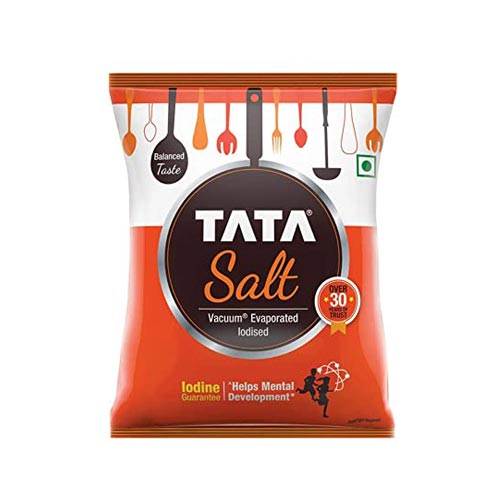 Balanced
Taste
TATA®
Salt
Vacuum® Evaporated
Iodised
OVER
30
YEARS OF
TRUST
Iodine
Guarantee
*Helps Mental
Development*